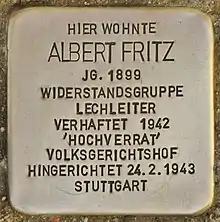 HIER WOHNTE
ALBERT FRITZ
JG. 1899
WIDERSTANDSGRUPPE
LECHLEITER
VERHAFTET 1942
'HOCHVERRAT'
VOLKSGERICHTSHOF
HINGERICHTET 24.2.1943
STUTTGART